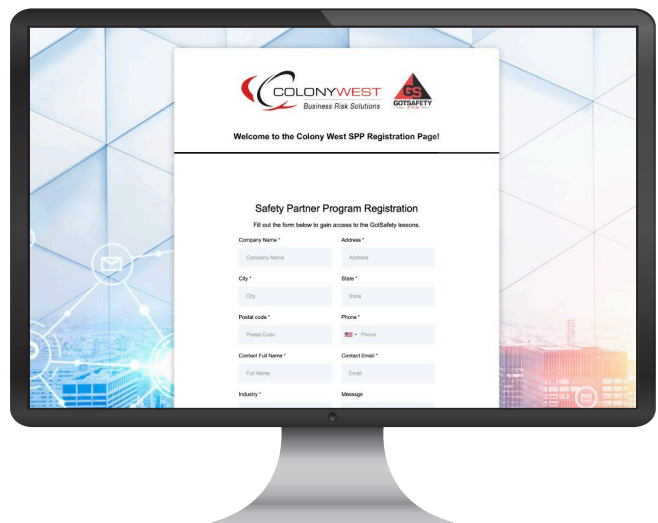 COLONYWEST
Business Risk Solutions
GS
GOTSAFETY
.COM
Welcome to the Colony West SPP Registration Page!
Safety Partner Program Registration
Fill out the form below to gain access to the GotSafety lessons.
Company Name * Address *
Company Name Address
City * State *
City State
Postal code * Phone *
Postal Code Phone
Contact Full Name * Contact Email *
Full Name Email
Industry * Message